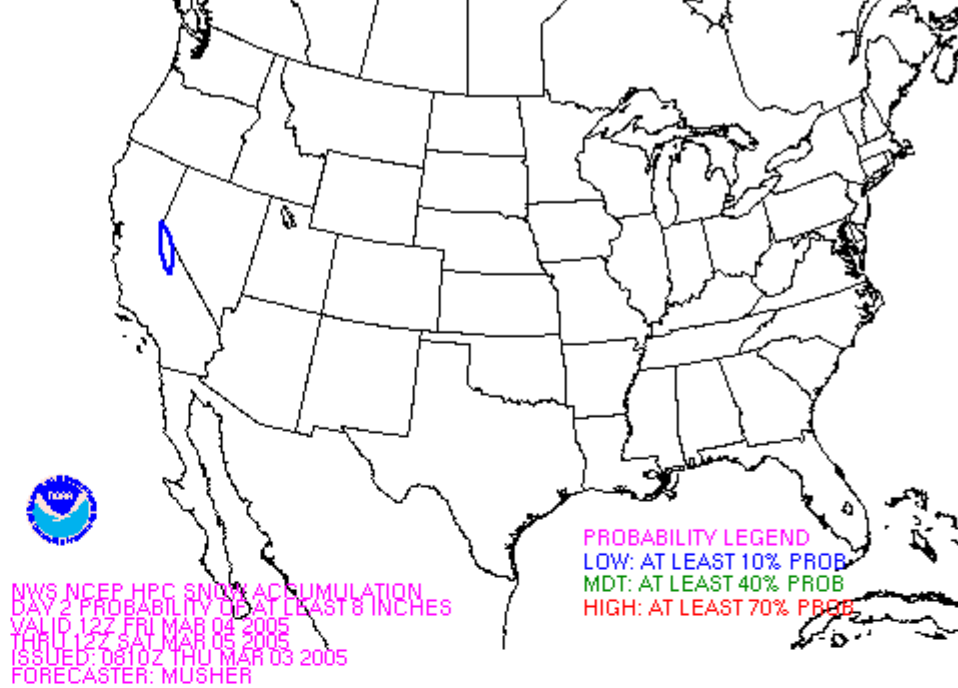 noaa
PROBABILITY LEGEND
LOW: AT LEAST 10% PROB
MDT: AT LEAST 40% PROB
HIGH: AT LEAST 70% PROB
NWS NCEP HPC SNOW ACCUMULATION
DAY 2 PROBABILITY OF AT LEAST 8 INCHES
VALID 12Z FRI MAR 04 2005
THRU 12Z SAT MAR 05 2005
ISSUED: 0810Z THU MAR 03 2005
FORECASTER: MUSHER